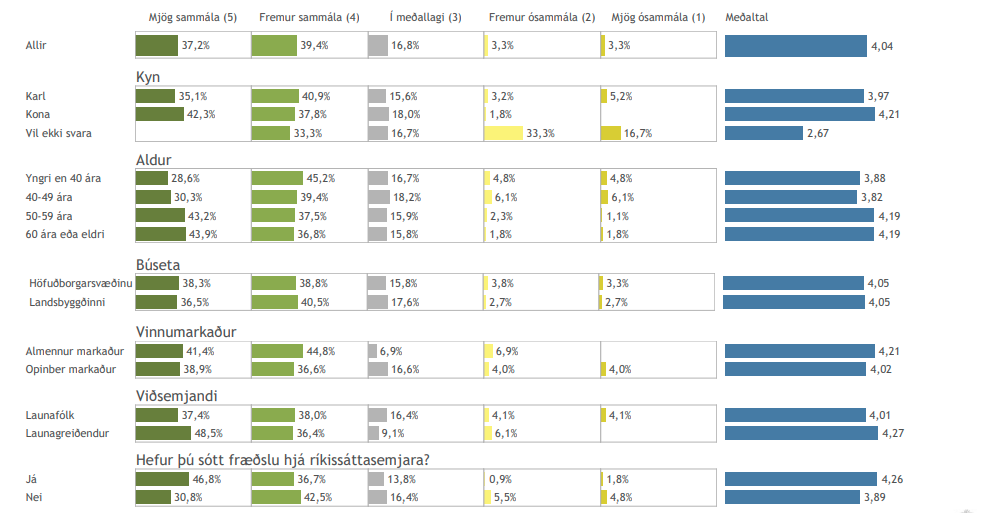 Mjög sammála (5) Fremur sammála (4) Í meðallagi (3) Fremur ósammála (2) Mjög ósammála (1) Meðaltal
Allir 37,2% 39,4% 16,8% 3,3% 3,3% 4,04
Kyn
Karl 35,1% 40,9% 15,6% 3,2% 5,2% 3,97
Kona 42,3% 37,8% 18,0% 1,8% 4,21
Vil ekki svara 33,3% 16,7% 33,3% 16,7% 2,67
Aldur
Yngri en 40 ára 28,6% 45,2% 16,7% 4,8% 4,8% 3,88
40-49 ára 30,3% 39,4% 18,2% 6,1% 6,1% 3,82
50-59 ára 43,2% 37,5% 15,9% 2,3% 1,1% 4,19
60 ára eða eldri 43,9% 36,8% 15,8% 1,8% 1,8% 4,19
Búseta
Höfuðborgarsvæðinu 38,3% 38,8% 15,8% 3,8% 3,3% 4,05
Landsbyggðinni 36,5% 40,5% 17,6% 2,7% 2,7% 4,05
Vinnumarkaður
Almennur markaður 41,4% 44,8% 6,9% 6,9% 4,21
Opinber markaður 38,9% 36,6% 16,6% 4,0% 4,0% 4,02
Viðsemjandi
Launafólk 37,4% 38,0% 16,4% 4,1% 4,1% 4,01
Launagreiðendur 48,5% 36,4% 9,1% 6,1% 4,27
Hefur þú sótt fræðslu hjá ríkissáttasemjara?
Já 46,8% 36,7% 13,8% 0,9% 1,8% 4,26
Nei 30,8% 42,5% 16,4% 5,5% 4,8% 3,89